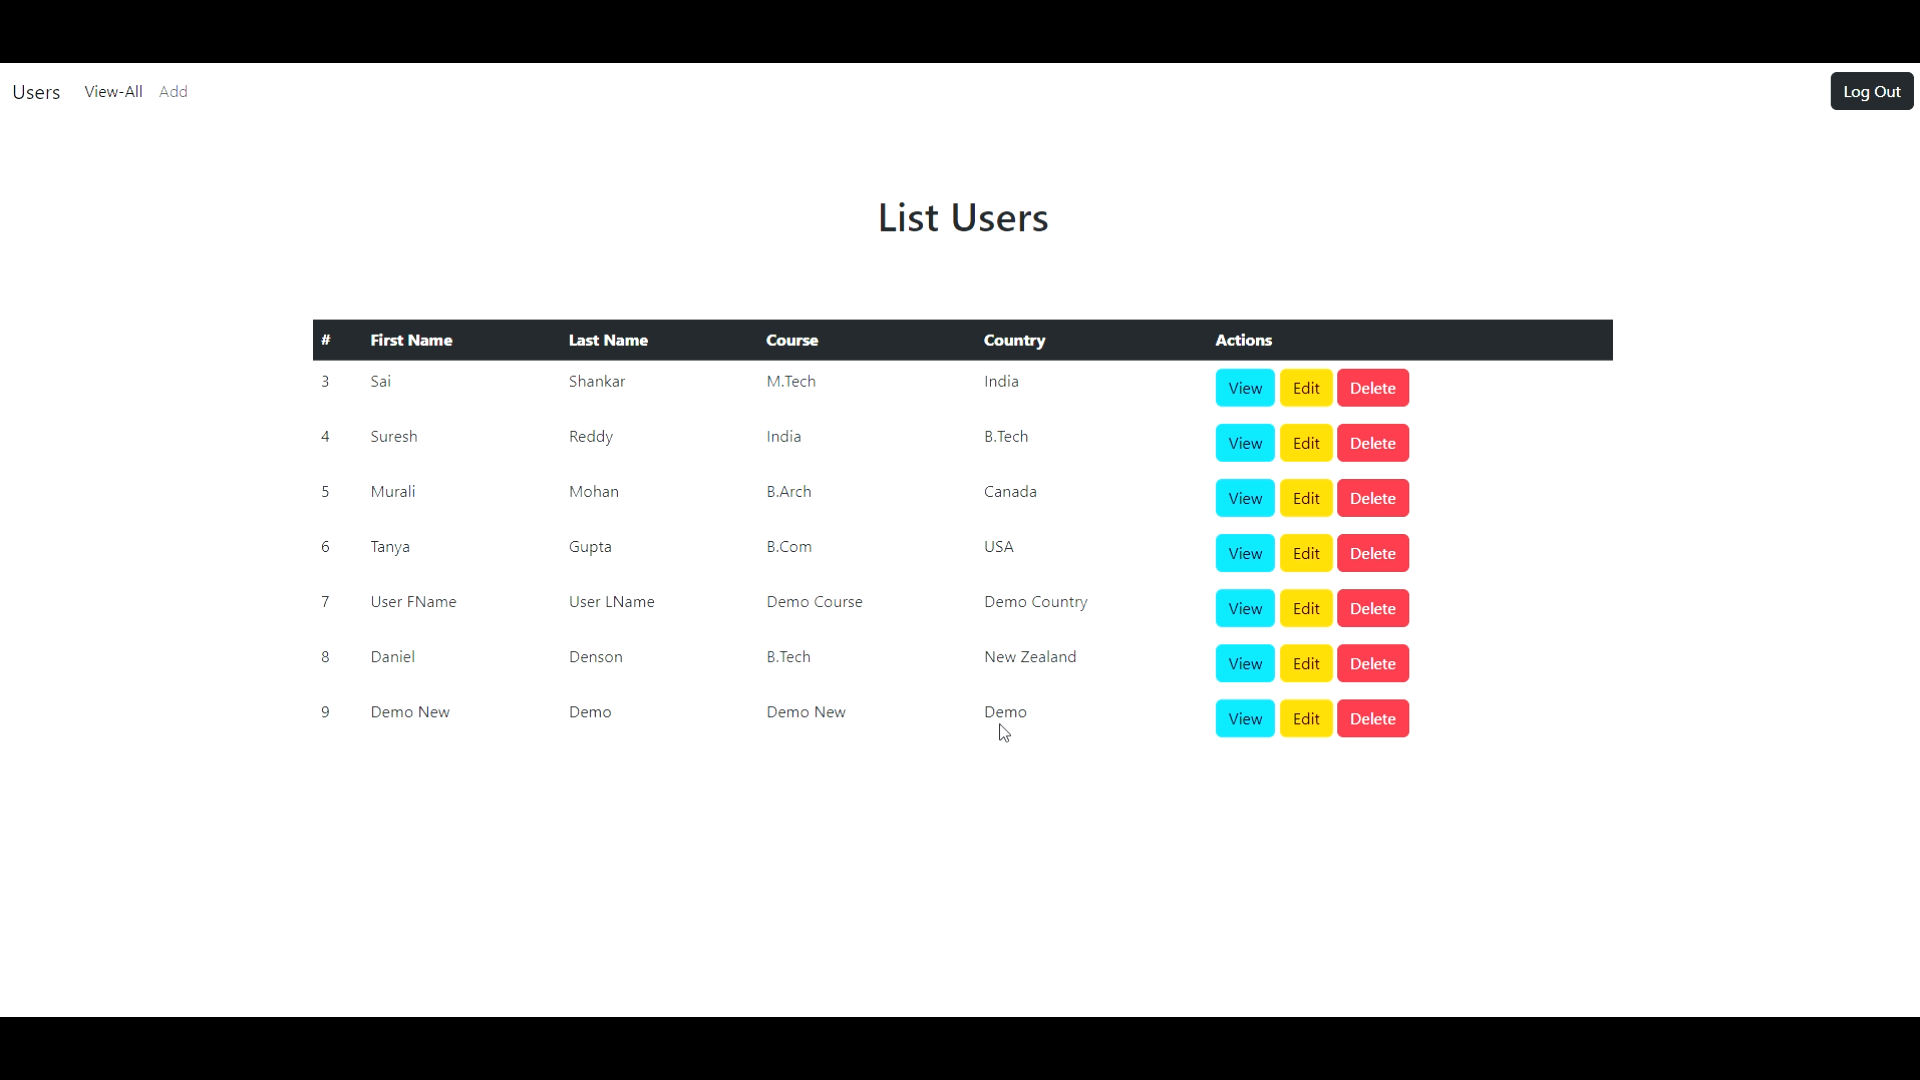 Users View-All Add Log Out
List Users
# First Name Last Name Course Country Actions
3 Sai Shankar M.Tech India View Edit Delete
4 Suresh Reddy India B.Tech View Edit Delete
5 Murali Mohan B.Arch Canada View Edit Delete
6 Tanya Gupta B.Com USA View Edit Delete
7 User FName User LName Demo Course Demo Country View Edit Delete
8 Daniel Denson B.Tech New Zealand View Edit Delete
9 Demo New Demo Demo New Demo View Edit Delete